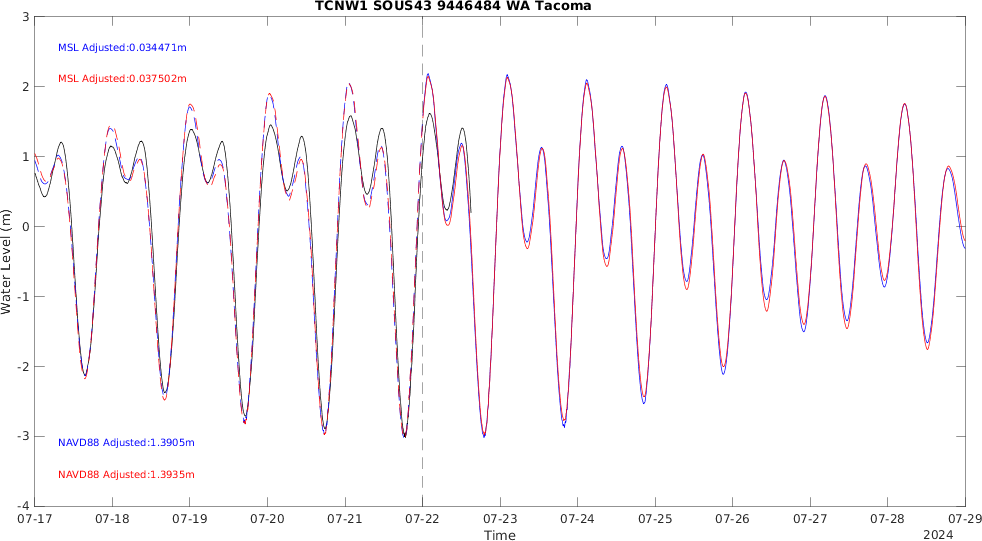 TCNW1 SOUS43 9446484 WA Tacoma
3
MSL Adjusted:0.034471m
MSL Adjusted:0.037502m
2
1
0
-1
-2
-3
-4
Water Level (m)
NAVD88 Adjusted:1.3905m
NAVD88 Adjusted:1.3935m
07-17 07-18 07-19 07-20 07-21 07-22 07-23 07-24 07-25 07-26 07-27 07-28 07-29
Time
2024